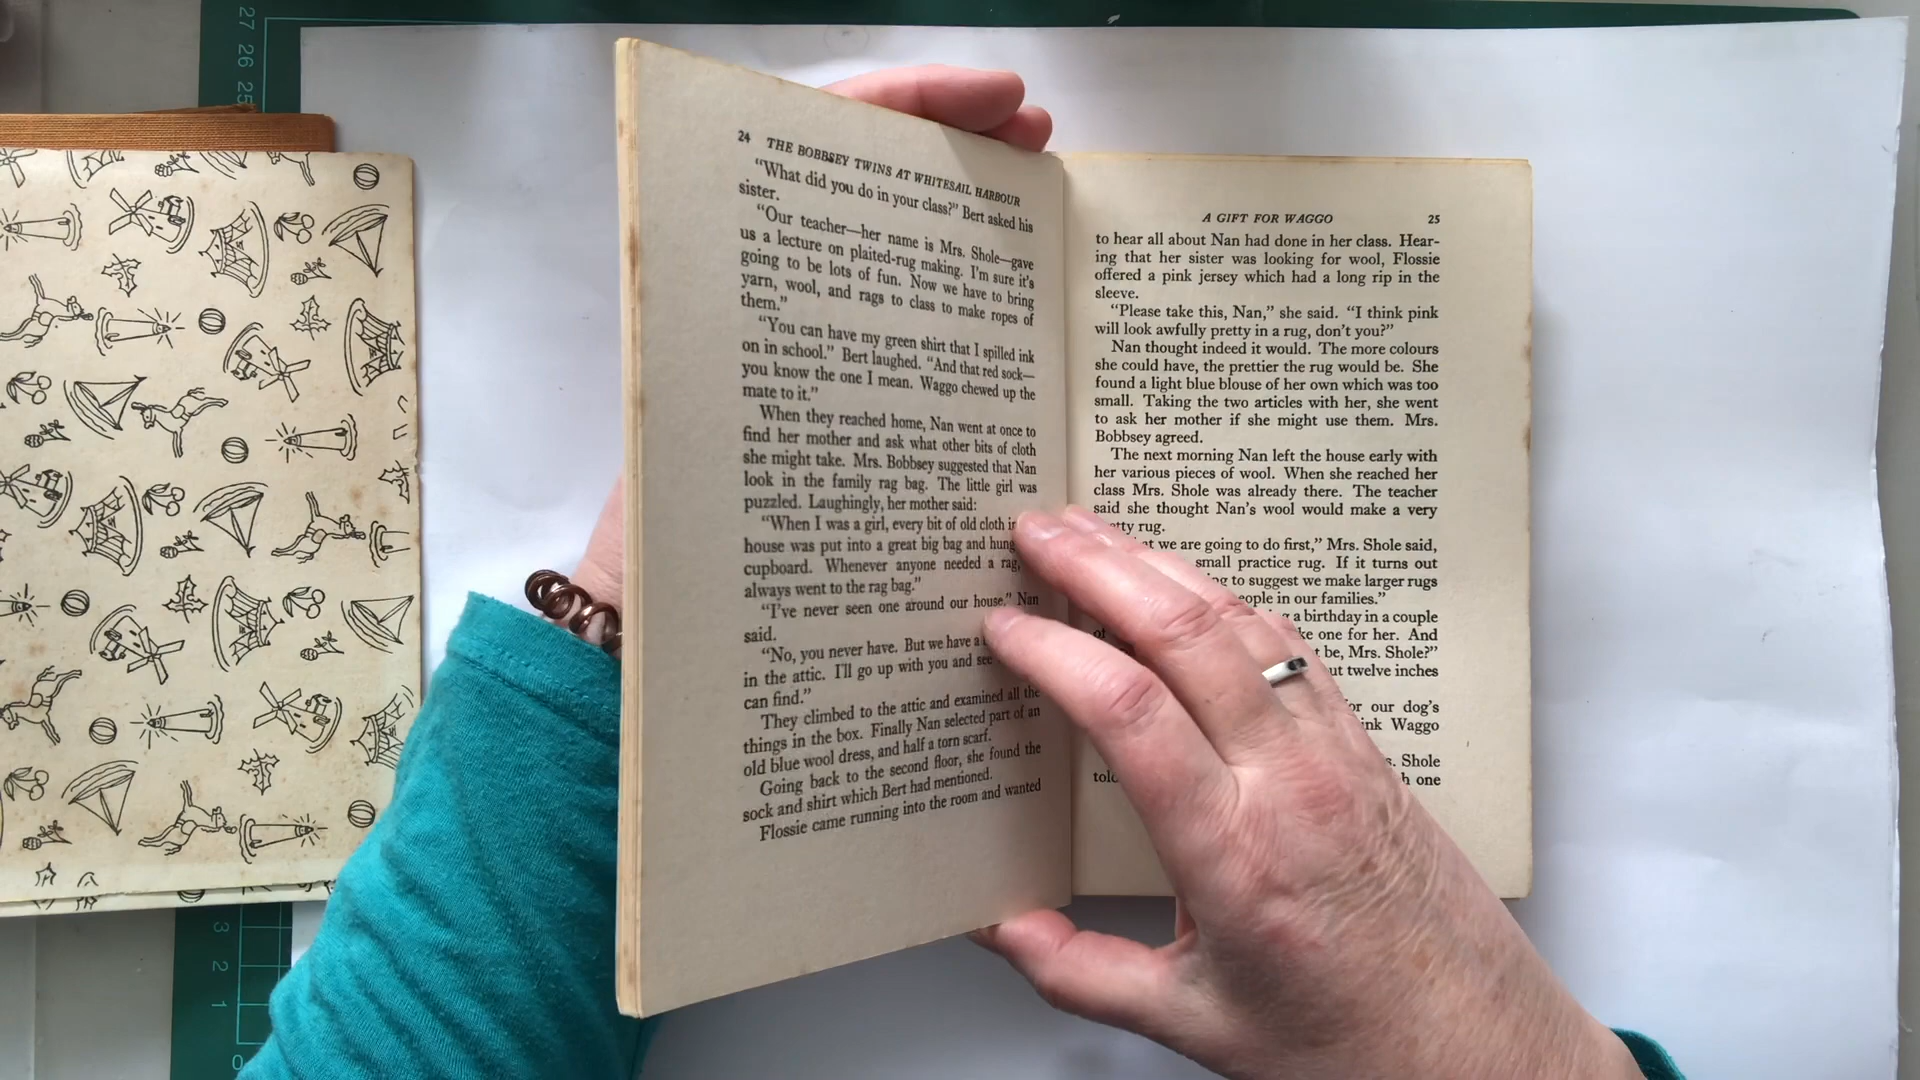 27
26
25
3
2
1
0
24 THE BOBBSEY TWINS AT WHITESAIL HARBOUR
“What did you do in your class?” Bert asked his
sister.
“Our teacher—her name is Mrs. Shole—gave
us a lecture on plaited-rug making. I'm sure it's
going to be lots of fun. Now we have to bring
yarn, wool, and rags to class to make ropes of
them.”
“You can have my green shirt that I spilled ink
on in school.” Bert laughed. “And that red sock—
you know the one I mean. Waggo chewed up the
mate to it.”
When they reached home, Nan went at once to
find her mother and ask what other bits of cloth
she might take. Mrs. Bobbsey suggested that Nan
look in the family rag bag. The little girl was
puzzled. Laughingly, her mother said:
“When I was a girl, every bit of old cloth in
house was put into a great big bag and hung
cupboard. Whenever anyone needed a rag,
always went to the rag bag.”
“I've never seen one around our house.” Nan
said.
“No, you never have. But we have a
in the attic. I'll go up with you and see
can find.”
They climbed to the attic and examined all the
things in the box. Finally Nan selected part of an
old blue wool dress, and half a torn scarf.
Going back to the second floor, she found the
sock and shirt which Bert had mentioned.
Flossie came running into the room and wanted
A GIFT FOR WAGGO 25
to hear all about Nan had done in her class. Hear-
ing that her sister was looking for wool, Flossie
offered a pink jersey which had a long rip in the
sleeve.
“Please take this, Nan,” she said. “I think pink
will look awfully pretty in a rug, don't you?”
Nan thought indeed it would. The more colours
she could have, the prettier the rug would be. She
found a light blue blouse of her own which was too
small. Taking the two articles with her, she went
to ask her mother if she might use them. Mrs.
Bobbsey agreed.
The next morning Nan left the house early with
her various pieces of wool. When she reached her
class Mrs. Shole was already there. The teacher
said she thought Nan's wool would make a very
rug.
we are going to do first,” Mrs. Shole said,
small practice rug. If it turns out
to suggest we make larger rugs
in our families.”
a birthday in a couple
of
one for her. And
be, Mrs. Shole?”
twelve inches
our dog's
Waggo
Shole
one